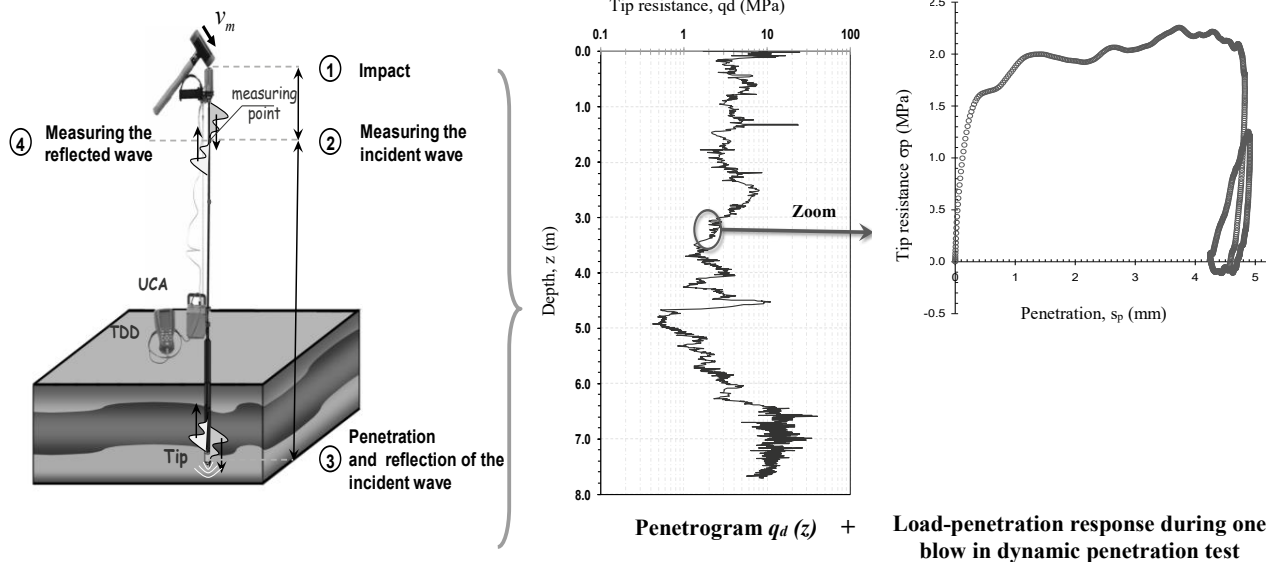 v_m
① Impact
measuring
point
④ Measuring the
reflected wave
② Measuring the
incident wave
UCA
TDD
Tip
③ Penetration
and reflection of the
incident wave
Tip resistance, qd (MPa)
0.1 1 10 100
Depth, z (m)
0.0
1.0
2.0
3.0
4.0
5.0
6.0
7.0
8.0
Zoom
Penetrogram q_d (z) +
Tip resistance σp (MPa)
2.5
2.0
1.5
1.0
0.5
0.0
-0.5
0 1 2 3 4 5
Penetration, s_p (mm)
Load-penetration response during one
blow in dynamic penetration test